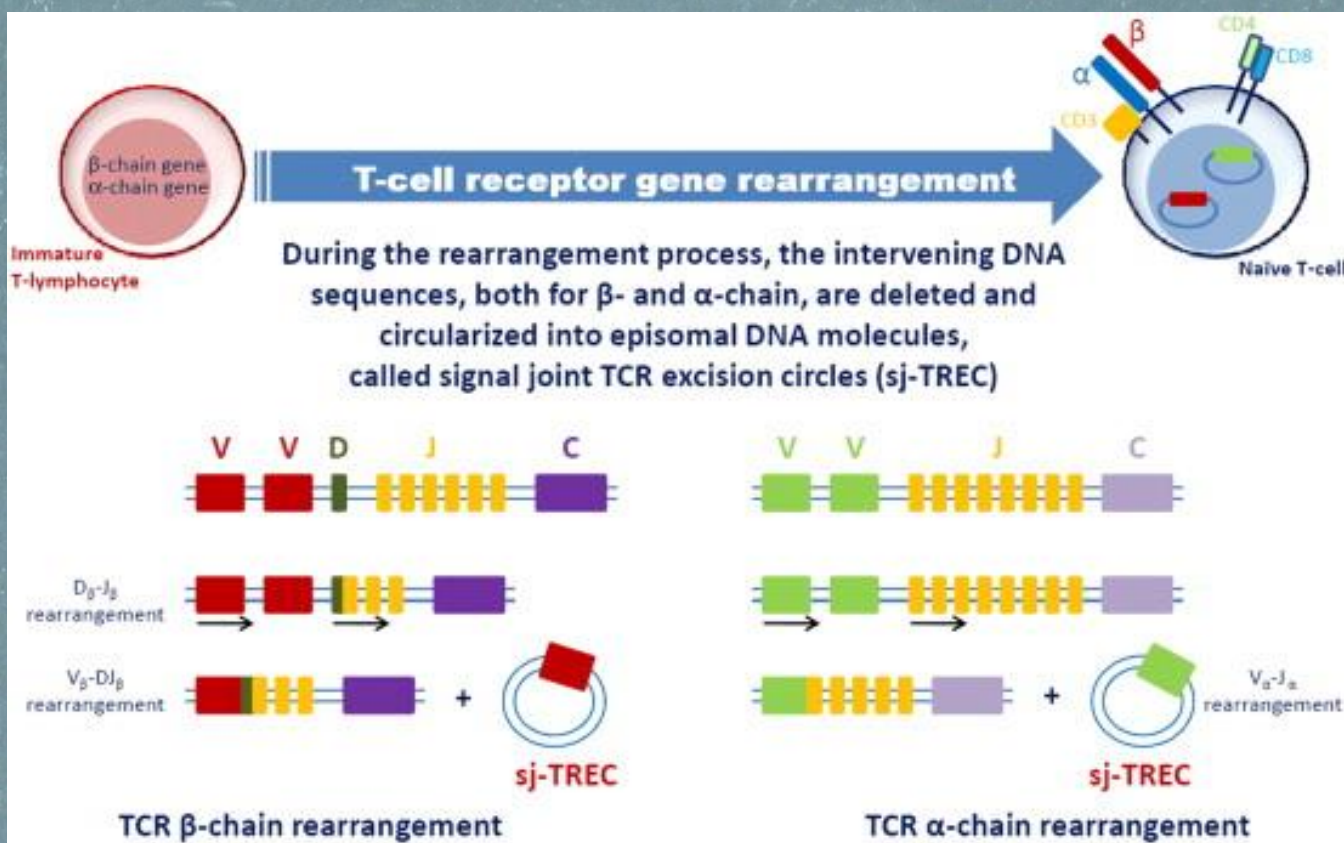 β
α
CD3
CD4
CD8
β-chain gene
α-chain gene
T-cell receptor gene rearrangement
Immature
T-lymphocyte
Naïve T-cell
During the rearrangement process, the intervening DNA
sequences, both for β- and α-chain, are deleted and
circularized into episomal DNA molecules,
called signal joint TCR excision circles (sj-TREC)
V V D J C
V V J C
Dβ-Jβ
rearrangement
Vβ-DJβ
rearrangement
+
sj-TREC
+
sj-TREC
Vα-Jα
rearrangement
TCR β-chain rearrangement
TCR α-chain rearrangement